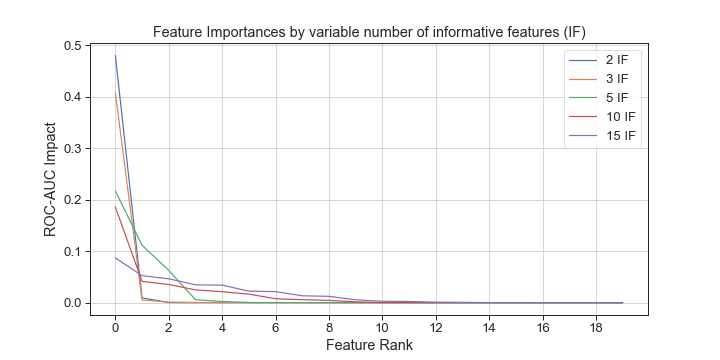 Feature Importances by variable number of informative features (IF)
0.5
0.4
0.3
0.2
0.1
0.0
ROC-AUC Impact
2 IF
3 IF
5 IF
10 IF
15 IF
0 2 4 6 8 10 12 14 16 18
Feature Rank